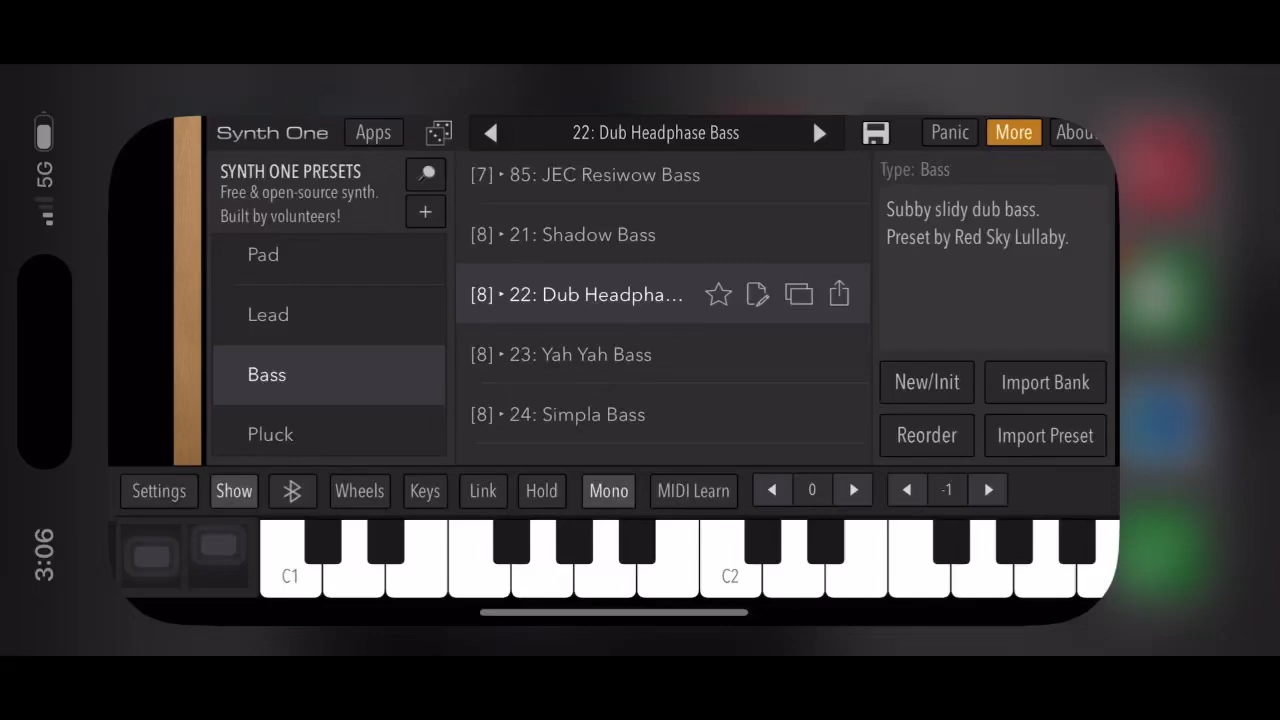 5G
3:06
Synth One
Apps
22: Dub Headphase Bass
Panic
More
Abou
SYNTH ONE PRESETS
Free & open-source synth.
Built by volunteers!
+
Pad
Lead
Bass
Pluck
[7] ‣ 85: JEC Resiwow Bass
[8] ‣ 21: Shadow Bass
[8] ‣ 22: Dub Headpha...
[8] ‣ 23: Yah Yah Bass
[8] ‣ 24: Simpla Bass
Type: Bass
Subby slidy dub bass.
Preset by Red Sky Lullaby.
New/Init
Import Bank
Reorder
Import Preset
Settings
Show
Wheels
Keys
Link
Hold
Mono
MIDI Learn
0
-1
C1
C2